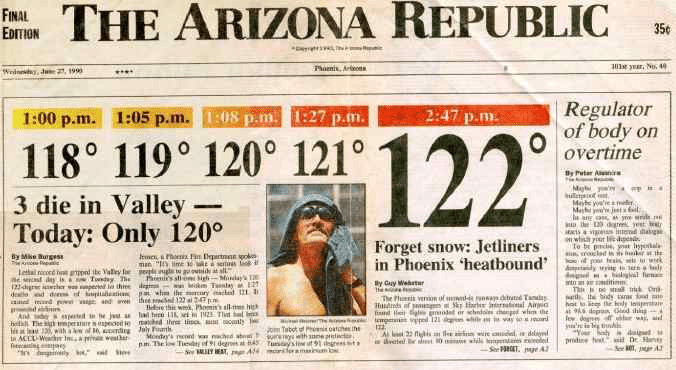 FINAL
EDITION
THE ARIZONA REPUBLIC
35¢
Copyright 1990, The Arizona Republic
Wednesday, June 27, 1990
Phoenix, Arizona
101st year, No. 40
1:00 p.m. 1:05 p.m. 1:08 p.m. 1:27 p.m. 2:47 p.m.
118° 119° 120° 121° 122°
3 die in Valley —
Today: Only 120°
By Mike Burgess
The Arizona Republic
Lethal record heat gripped the Valley for
the second day in a row Tuesday. The
122-degree scorcher was suspected in three
deaths and dozens of hospitalizations,
caused record power usage, and even
grounded airlines.
And today is expected to be just as
hellish. The high temperature is expected to
hit at least 120, with a low of 86, according
to ACCU-Weather Inc., a private weather-
forecasting company.
"It's dangerously hot," said Steve
Jensen, a Phoenix Fire Department spokes-
man. "It's time to take a serious look if
people ought to go outside at all."
Phoenix's all-time high — Monday's 120
degrees — was broken Tuesday at 1:27
p.m. when the mercury reached 121. It
then reached 122 at 2:47 p.m.
Before this week, Phoenix's all-time high
had been 118, set in 1925. That had been
matched three times, most recently last
July Fourth.
Monday's record was reached about
p.m. The low Tuesday of 91 degrees at 6:45
— See VALLEY HEAT, page A14
Michael Meister/The Arizona Republic
John Tabot of Phoenix catches the
sun's rays with some protection.
Tuesday's low of 91 degrees set a
record for maximum low.
Forget snow: Jetliners
in Phoenix 'heatbound'
By Guy Webster
The Arizona Republic
The Phoenix version of snowed-in runways debuted Tuesday.
Hundreds of passengers at Sky Harbor International Airport
found their flights grounded or schedules changed when the
temperature topped 121 degrees while on its way to a record
122.
At least 22 flights on five airlines were canceled, or delayed
or diverted for about 90 minutes while temperatures exceeded
— See FORGET, page A2
Regulator
of body on
overtime
By Peter
The Arizona Republic
Maybe you're a cop in a
bulletproof vest.
Maybe you're a roofer.
Maybe you're just a fool.
In any case, as you
into the 120 degrees, your body
starts a vigorous internal dialogue
on which your life depends.
To be precise, your hypothala-
mus, crouched in its bunker at the
base of your brain, sets to work
desperately trying to turn a body
designed as a biological furnace
into an air conditioner.
This is no small trick. Ordi-
narily, the body turns food into
heat to keep the body temperature
at 98.6 degrees. Good thing — a
few degrees off either way, and
you're in big trouble.
"Your body is designed to
produce heat," said Dr. Harvey
— See HOT, page A2